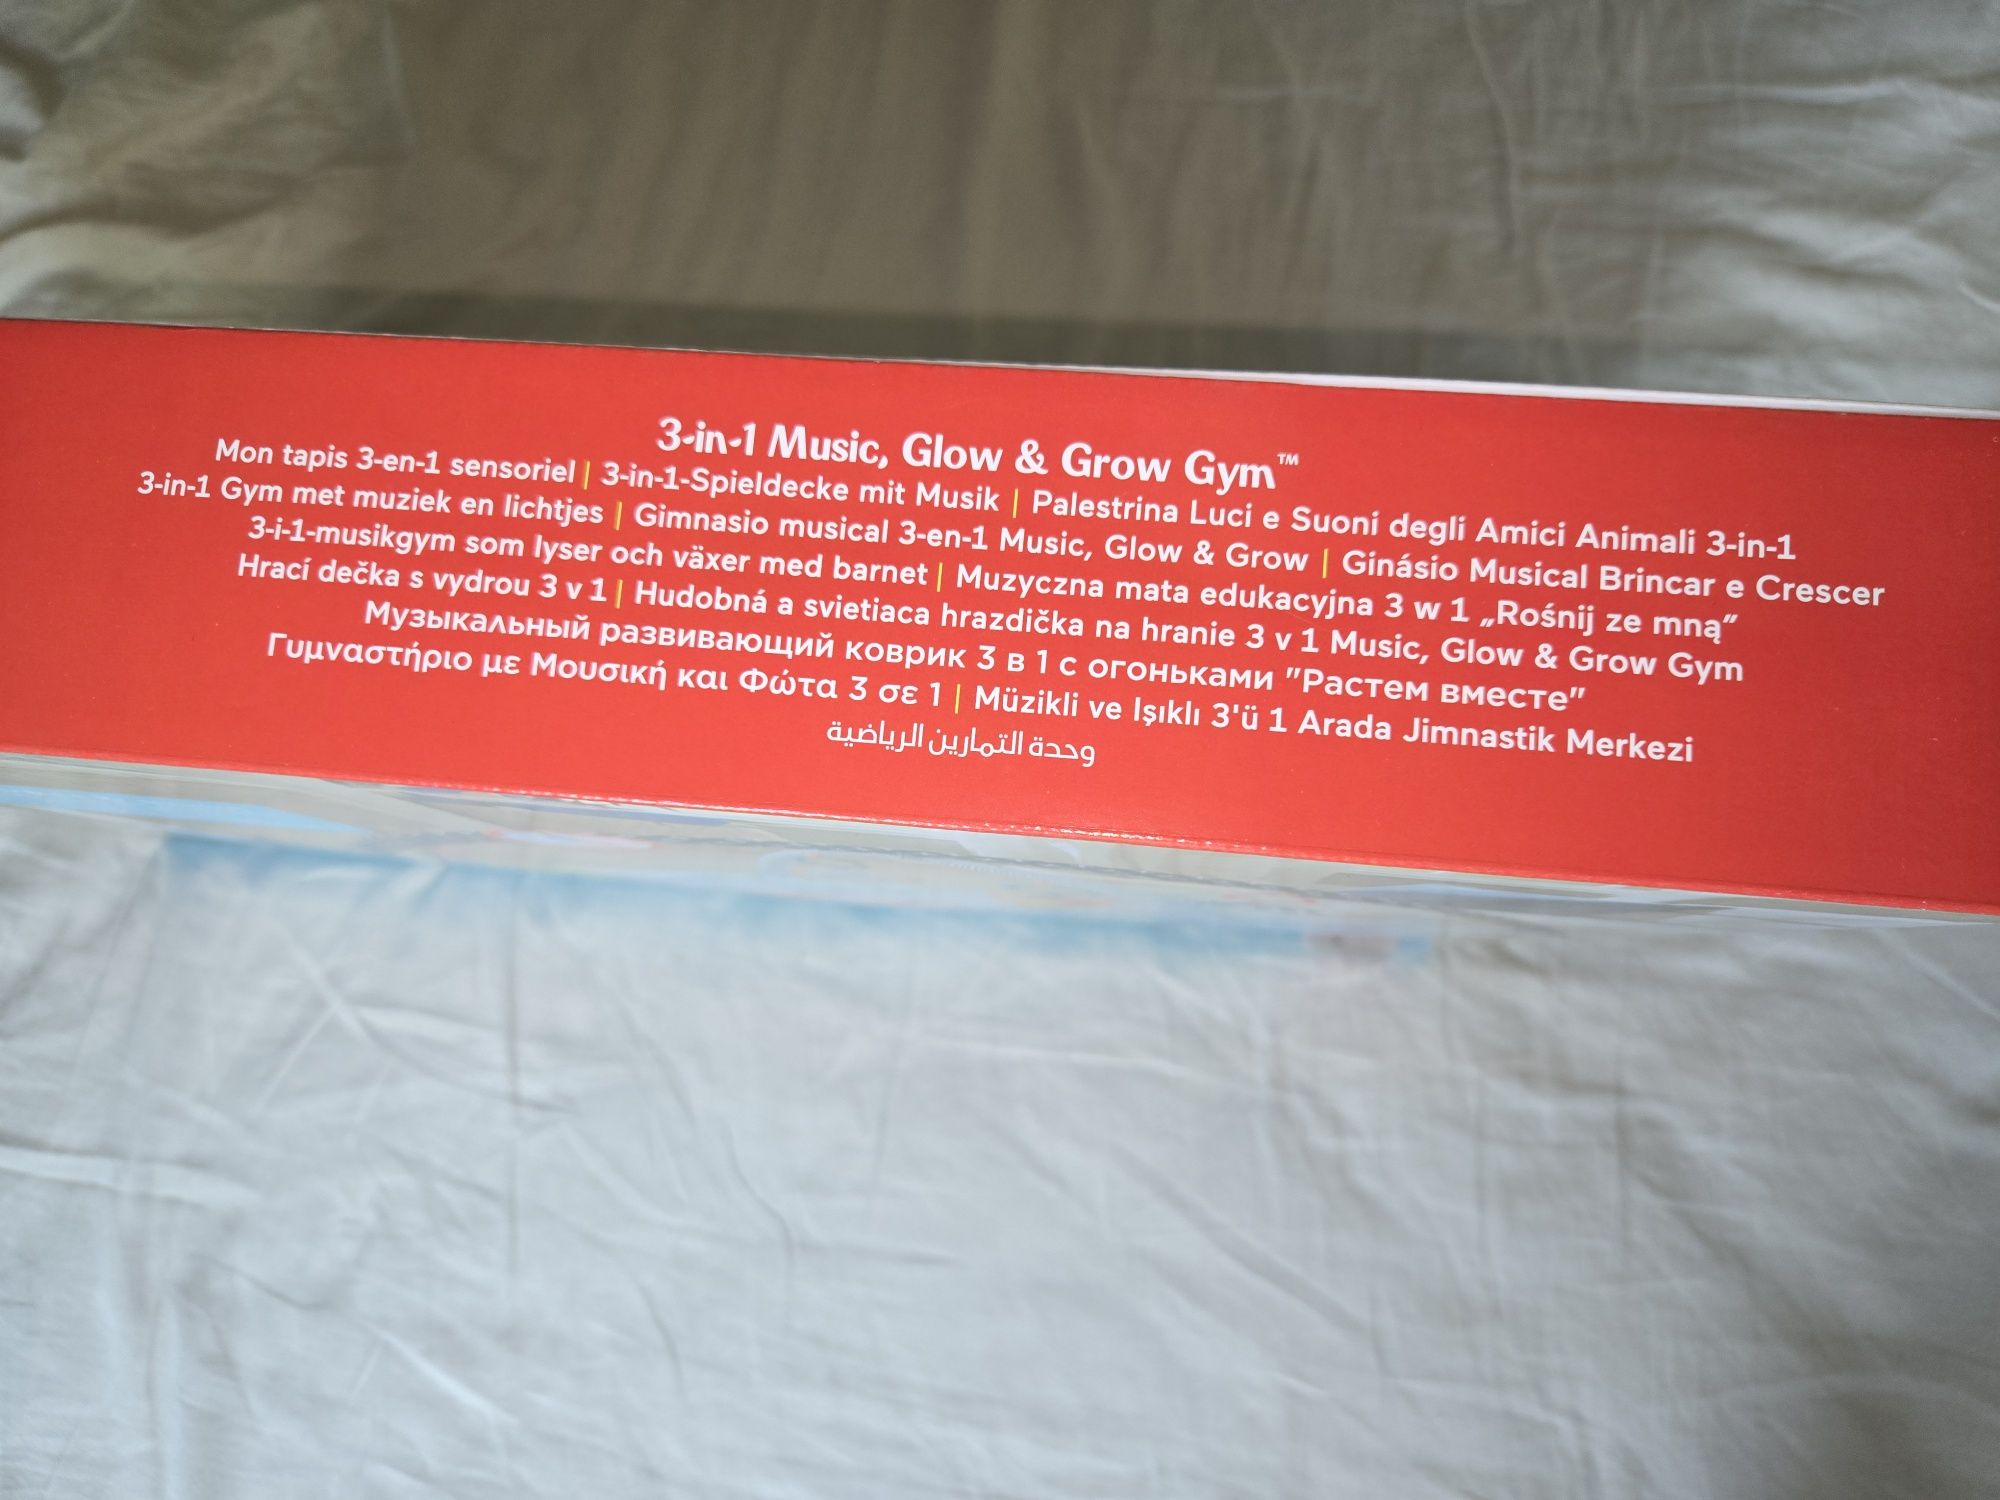 3-in-1 Music, Glow & Grow Gym™
Mon tapis 3-en-1 sensoriel | 3-in-1-Spieldecke mit Musik | Palestrina Luci e Suoni degli Amici Animali 3-in-1
3-in-1 Gym met muziek en lichtjes | Gimnasio musical 3-en-1 Music, Glow & Grow | Ginásio Musical Brincar e Crescer
3-i-1-musikgym som lyser och växer med barnet | Muzyczna mata edukacyjna 3 w 1 „Rośnij ze mną”
Hrací dečka s vydrou 3 v 1 | Hudobná a svietiaca hrazdička na hranie 3 v 1 Music, Glow & Grow Gym
Музыкальный развивающий коврик 3 в 1 с огоньками "Растем вместе"
Γυμναστήριο με Μουσική και Φώτα 3 σε 1 | Müzikli ve Işıklı 3'ü 1 Arada Jimnastik Merkezi
وحدة التمارين الرياضية